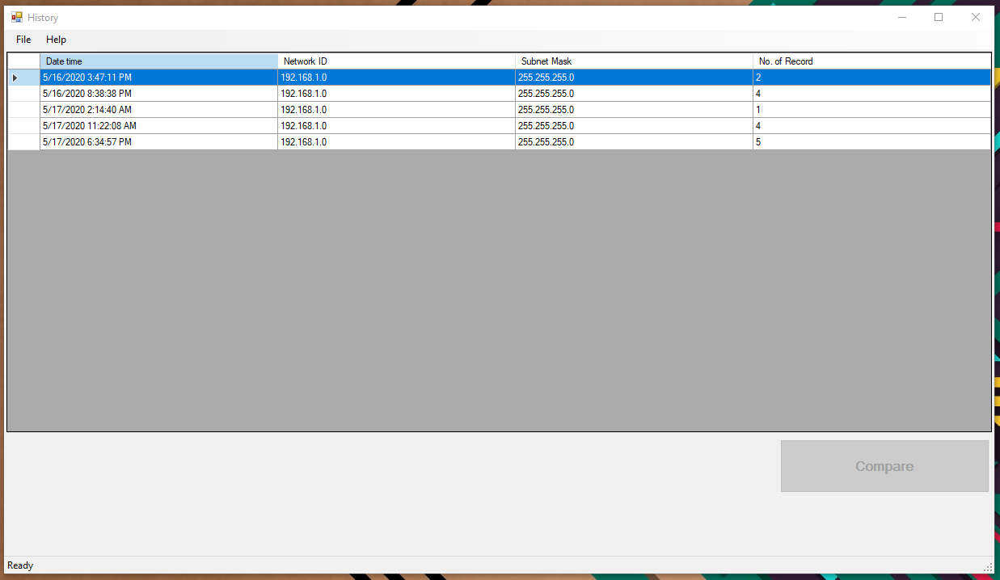 History
File Help
Date time Network ID Subnet Mask No. of Record
5/16/2020 3:47:11 PM 192.168.1.0 255.255.255.0 2
5/16/2020 8:38:38 PM 192.168.1.0 255.255.255.0 4
5/17/2020 2:14:40 AM 192.168.1.0 255.255.255.0 1
5/17/2020 11:22:08 AM 192.168.1.0 255.255.255.0 4
5/17/2020 6:34:57 PM 192.168.1.0 255.255.255.0 5
Compare
Ready